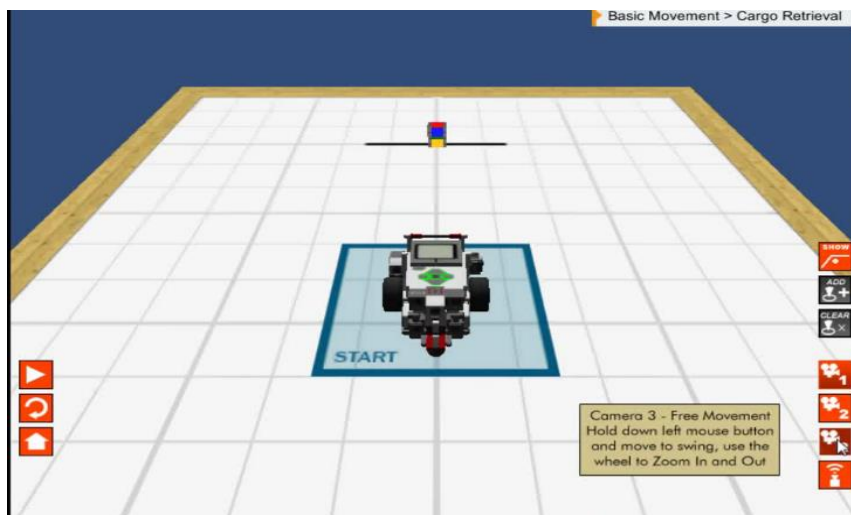 Basic Movement > Cargo Retrieval
SHOW
ADD
CLEAR
START
1
2
Camera 3 - Free Movement
Hold down left mouse button
and move to swing, use the
wheel to Zoom In and Out